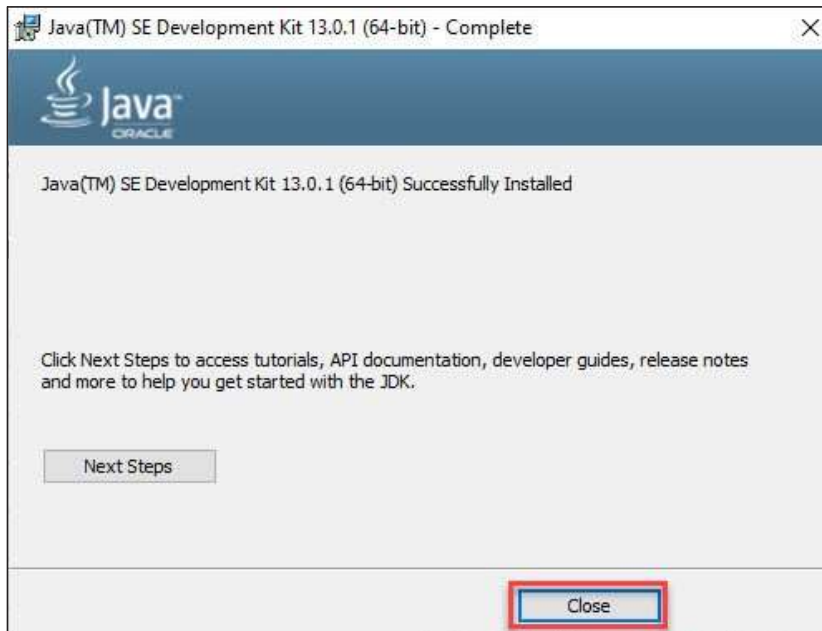 Java(TM) SE Development Kit 13.0.1 (64-bit) - Complete
Java™
ORACLE
Java(TM) SE Development Kit 13.0.1 (64-bit) Successfully Installed
Click Next Steps to access tutorials, API documentation, developer guides, release notes
and more to help you get started with the JDK.
Next Steps
Close